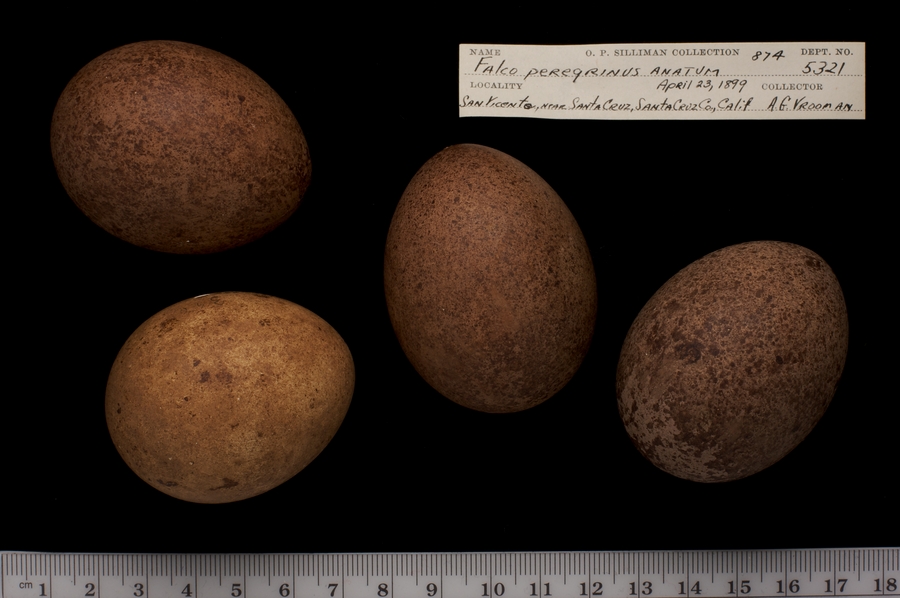 NAME O. P. SILLIMAN COLLECTION 874 DEPT. NO.
Falco peregrinus anatum 5321
LOCALITY April 23, 1899 COLLECTOR
San Vicente, near Santa Cruz, Santa Cruz Co., Calif A.G. Vrooman
cm 1 2 3 4 5 6 7 8 9 10 11 12 13 14 15 16 17 18